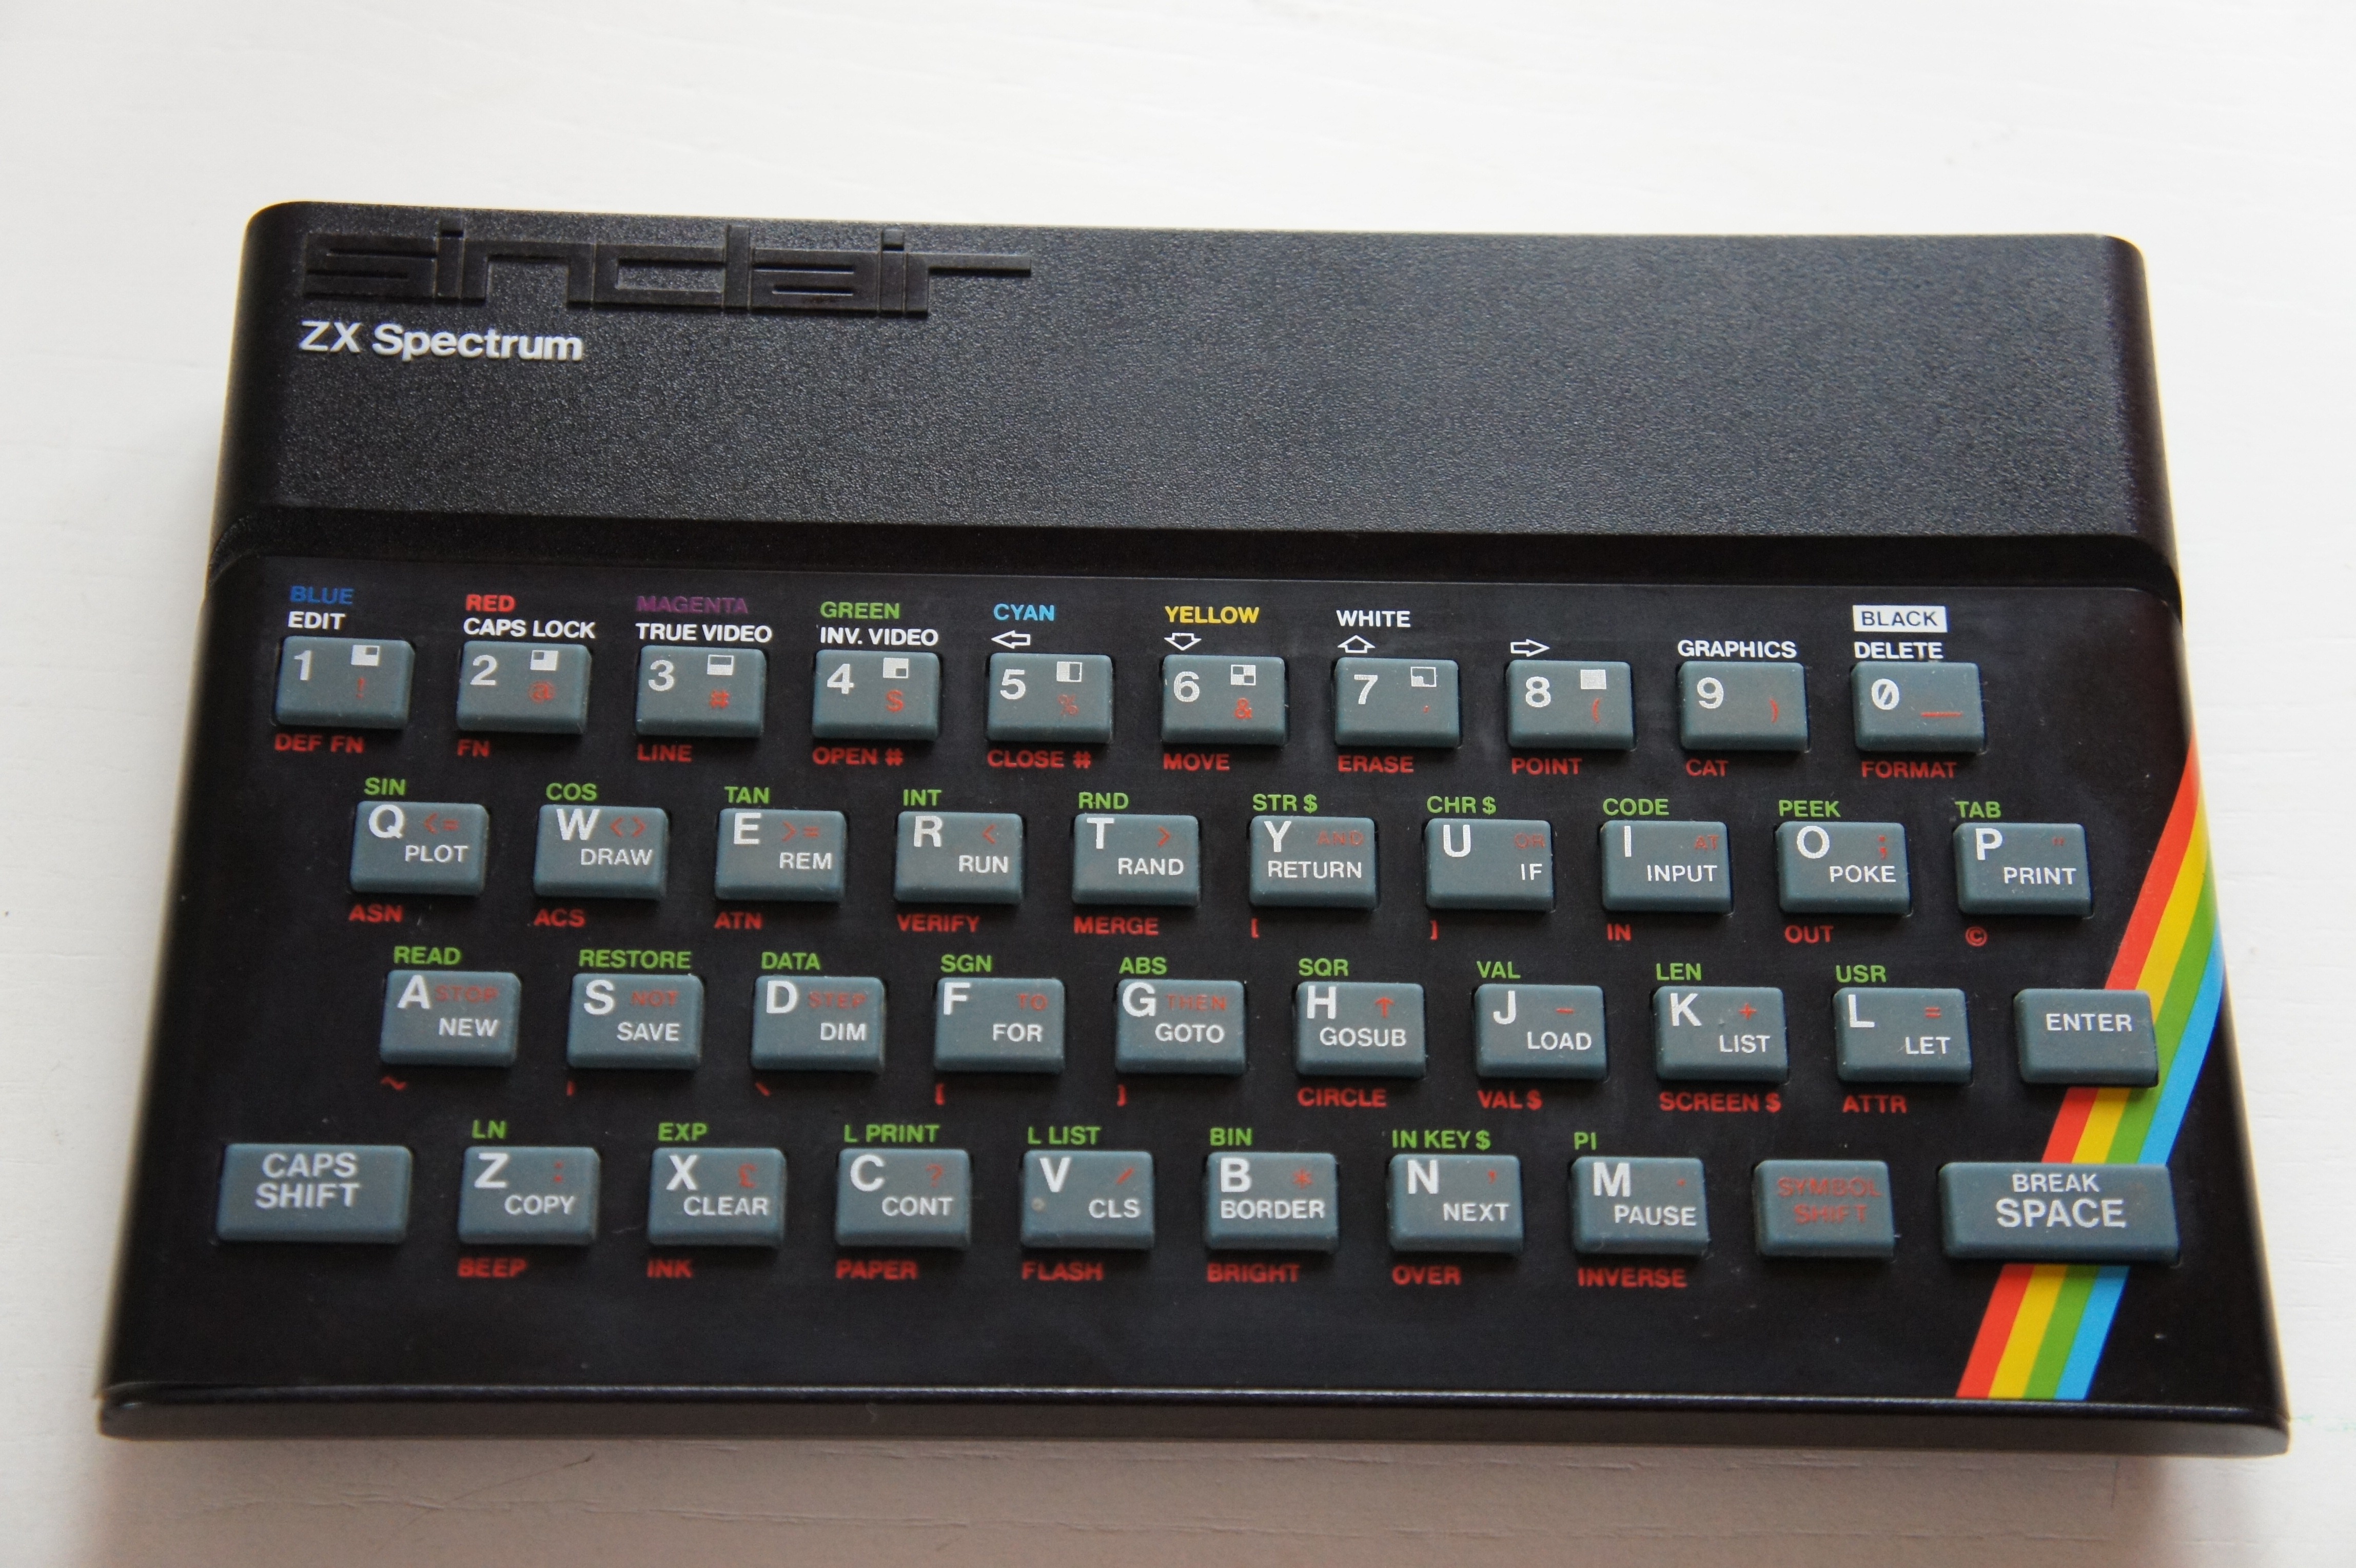 sinclair
ZX Spectrum
BLUE RED MAGENTA GREEN CYAN YELLOW WHITE BLACK
EDIT CAPS LOCK TRUE VIDEO INV. VIDEO ⇦ ⇩ ⇧ ⇨ GRAPHICS DELETE
1 ! 2 @ 3 # 4 $ 5 % 6 & 7 ' 8 ( 9 ) 0 _
DEF FN FN LINE OPEN # CLOSE # MOVE ERASE POINT CAT FORMAT
SIN COS TAN INT RND STR $ CHR $ CODE PEEK TAB
Q <= W <> E >= R < T > Y AND U OR I AT O ; P "
PLOT DRAW REM RUN RAND RETURN IF INPUT POKE PRINT
ASN ACS ATN VERIFY MERGE [ ] IN OUT ©
READ RESTORE DATA SGN ABS SQR VAL LEN USR
A STOP S NOT D STEP F TO G THEN H ↑ J − K + L = ENTER
NEW SAVE DIM FOR GOTO GOSUB LOAD LIST LET
~ | \ { } CIRCLE VAL $ SCREEN $ ATTR
LN EXP L PRINT L LIST BIN IN KEY $ PI
CAPS Z : X £ C ? V / B * N , M . SYMBOL BREAK
SHIFT COPY CLEAR CONT CLS BORDER NEXT PAUSE SHIFT SPACE
BEEP INK PAPER FLASH BRIGHT OVER INVERSE